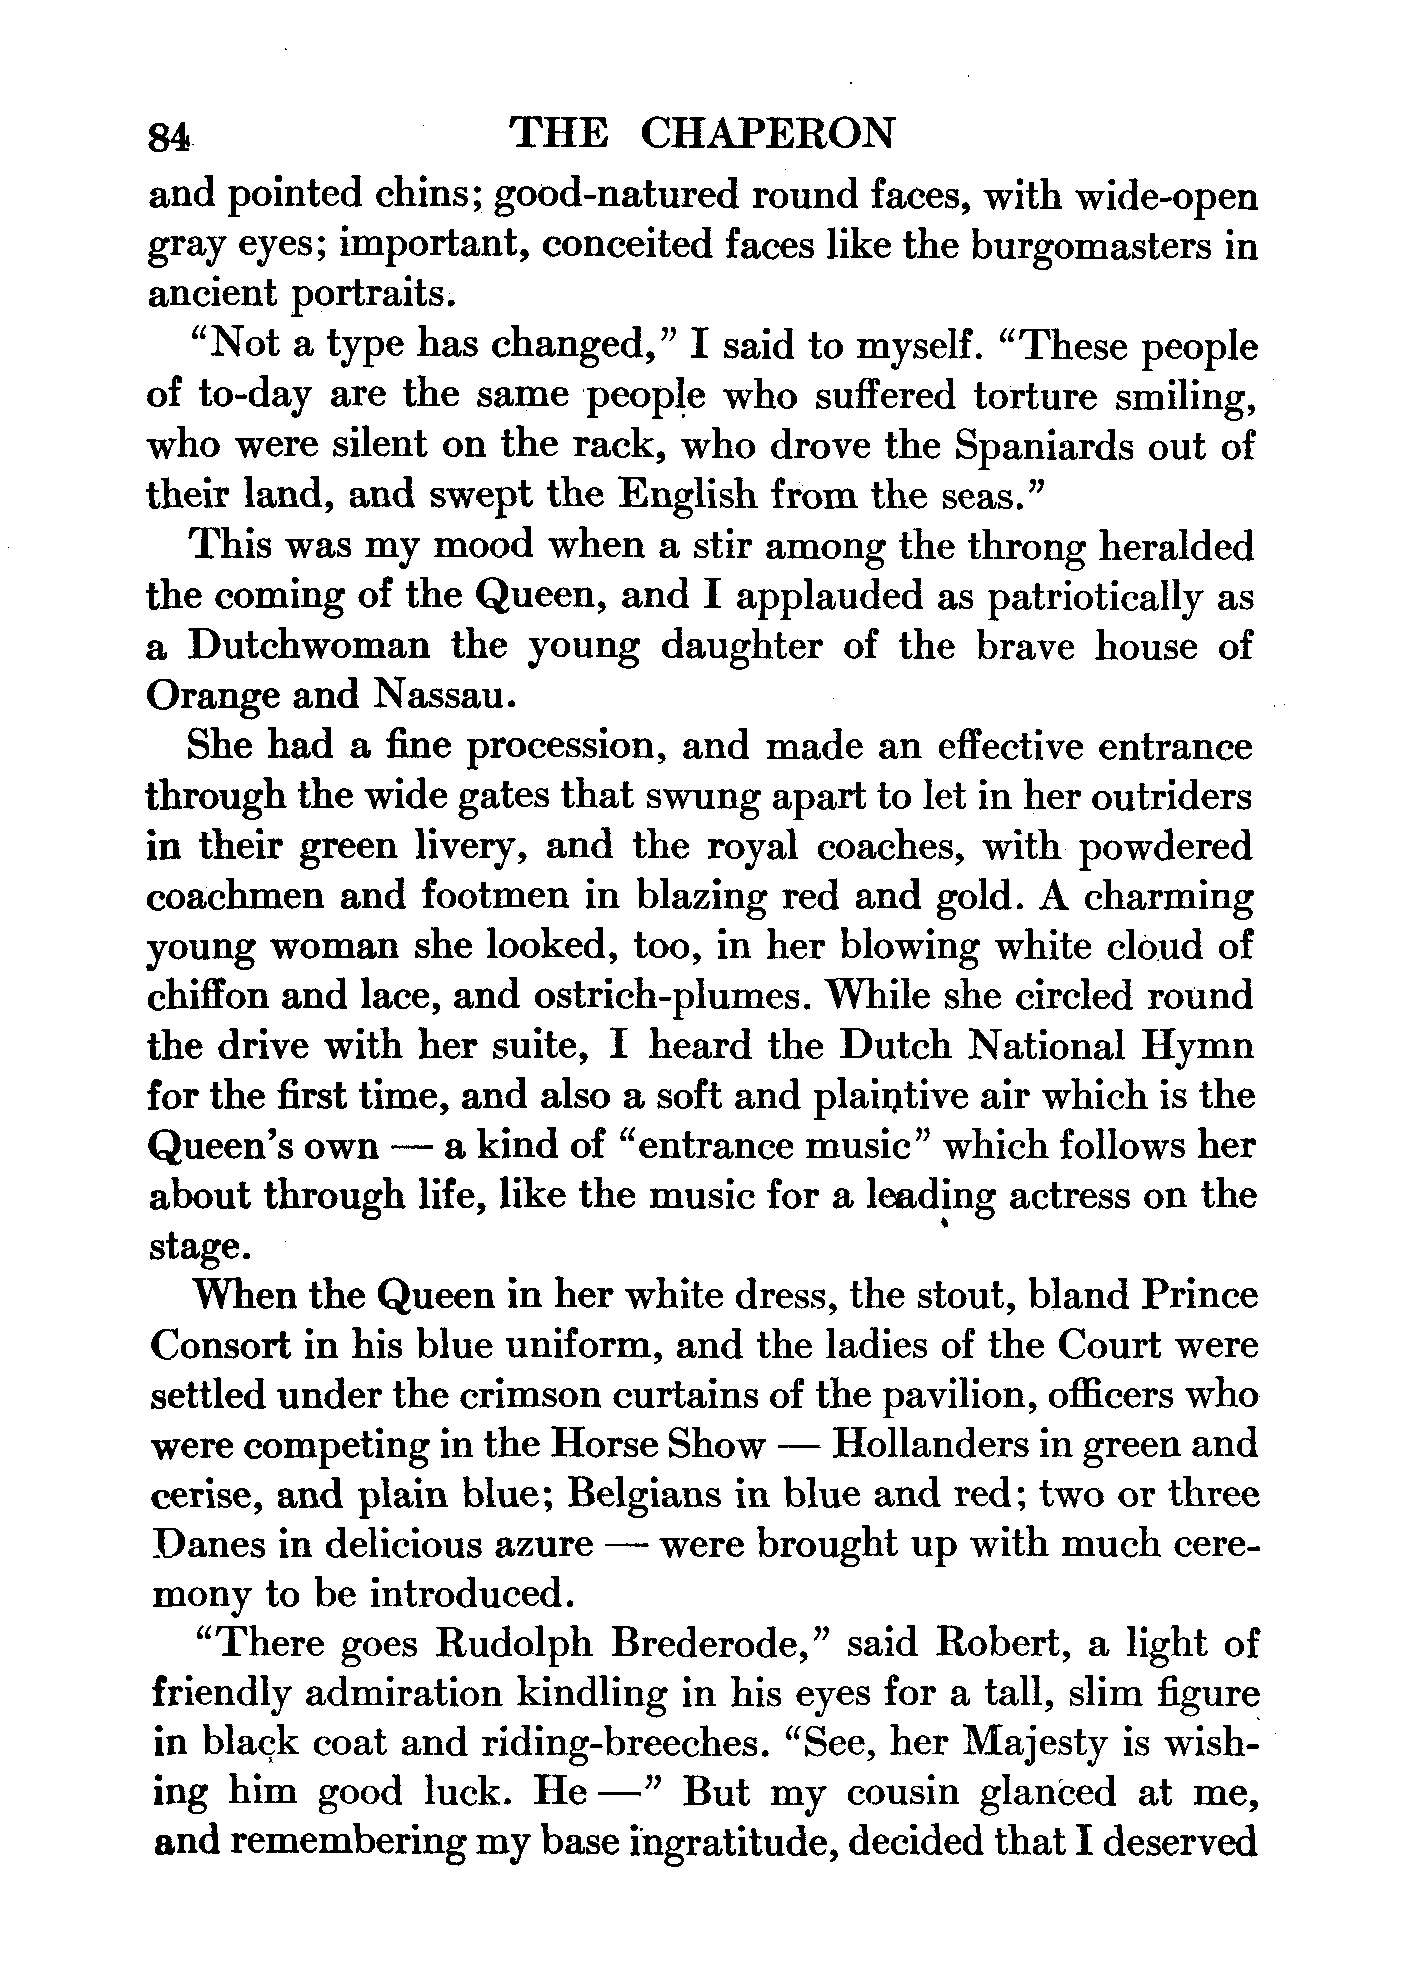 84 THE CHAPERON
and pointed chins; good-natured round faces, with wide-open
gray eyes; important, conceited faces like the burgomasters in
ancient portraits.
"Not a type has changed," I said to myself. "These people
of to-day are the same people who suffered torture smiling,
who were silent on the rack, who drove the Spaniards out of
their land, and swept the English from the seas."
This was my mood when a stir among the throng heralded
the coming of the Queen, and I applauded as patriotically as
a Dutchwoman the young daughter of the brave house of
Orange and Nassau.
She had a fine procession, and made an effective entrance
through the wide gates that swung apart to let in her outriders
in their green livery, and the royal coaches, with powdered
coachmen and footmen in blazing red and gold. A charming
young woman she looked, too, in her blowing white cloud of
chiffon and lace, and ostrich-plumes. While she circled round
the drive with her suite, I heard the Dutch National Hymn
for the first time, and also a soft and plaintive air which is the
Queen's own — a kind of "entrance music" which follows her
about through life, like the music for a leading actress on the
stage.
When the Queen in her white dress, the stout, bland Prince
Consort in his blue uniform, and the ladies of the Court were
settled under the crimson curtains of the pavilion, officers who
were competing in the Horse Show — Hollanders in green and
cerise, and plain blue; Belgians in blue and red; two or three
Danes in delicious azure — were brought up with much cere-
mony to be introduced.
"There goes Rudolph Brederode," said Robert, a light of
friendly admiration kindling in his eyes for a tall, slim figure
in black coat and riding-breeches. "See, her Majesty is wish-
ing him good luck. He —" But my cousin glanced at me,
and remembering my base ingratitude, decided that I deserved